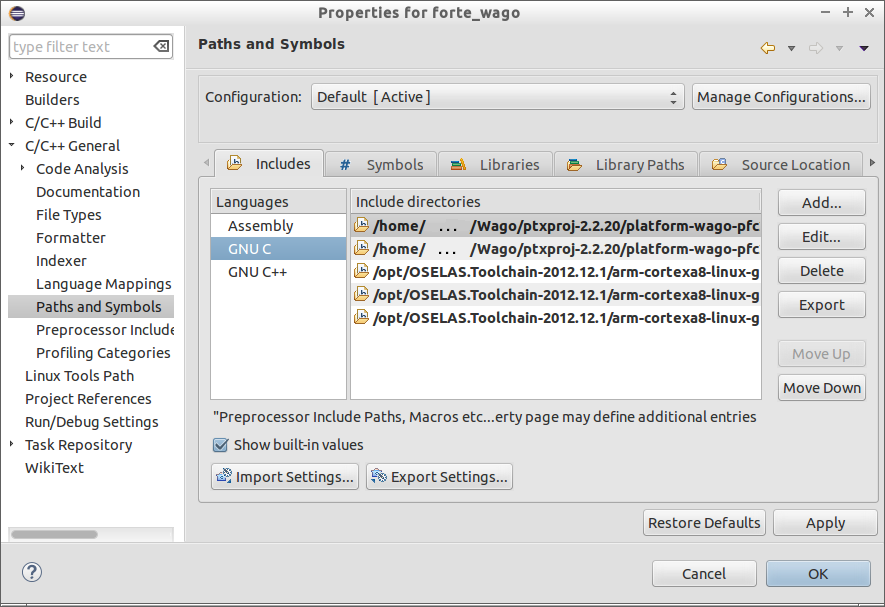 Properties for forte_wago
type filter text
Paths and Symbols
Resource
Builders
C/C++ Build
C/C++ General
Code Analysis
Documentation
File Types
Formatter
Indexer
Language Mappings
Paths and Symbols
Preprocessor Include
Profiling Categories
Linux Tools Path
Project References
Run/Debug Settings
Task Repository
WikiText
Configuration: Default [ Active ] Manage Configurations...
Includes # Symbols Libraries Library Paths Source Location
Languages
Assembly
GNU C
GNU C++
Include directories
/home/ ... /Wago/ptxproj-2.2.20/platform-wago-pfc
/home/ ... /Wago/ptxproj-2.2.20/platform-wago-pfc
/opt/OSELAS.Toolchain-2012.12.1/arm-cortexa8-linux-g
/opt/OSELAS.Toolchain-2012.12.1/arm-cortexa8-linux-g
/opt/OSELAS.Toolchain-2012.12.1/arm-cortexa8-linux-g
Add...
Edit...
Delete
Export
Move Up
Move Down
"Preprocessor Include Paths, Macros etc...erty page may define additional entries
Show built-in values
Import Settings... Export Settings...
Restore Defaults Apply
? Cancel OK